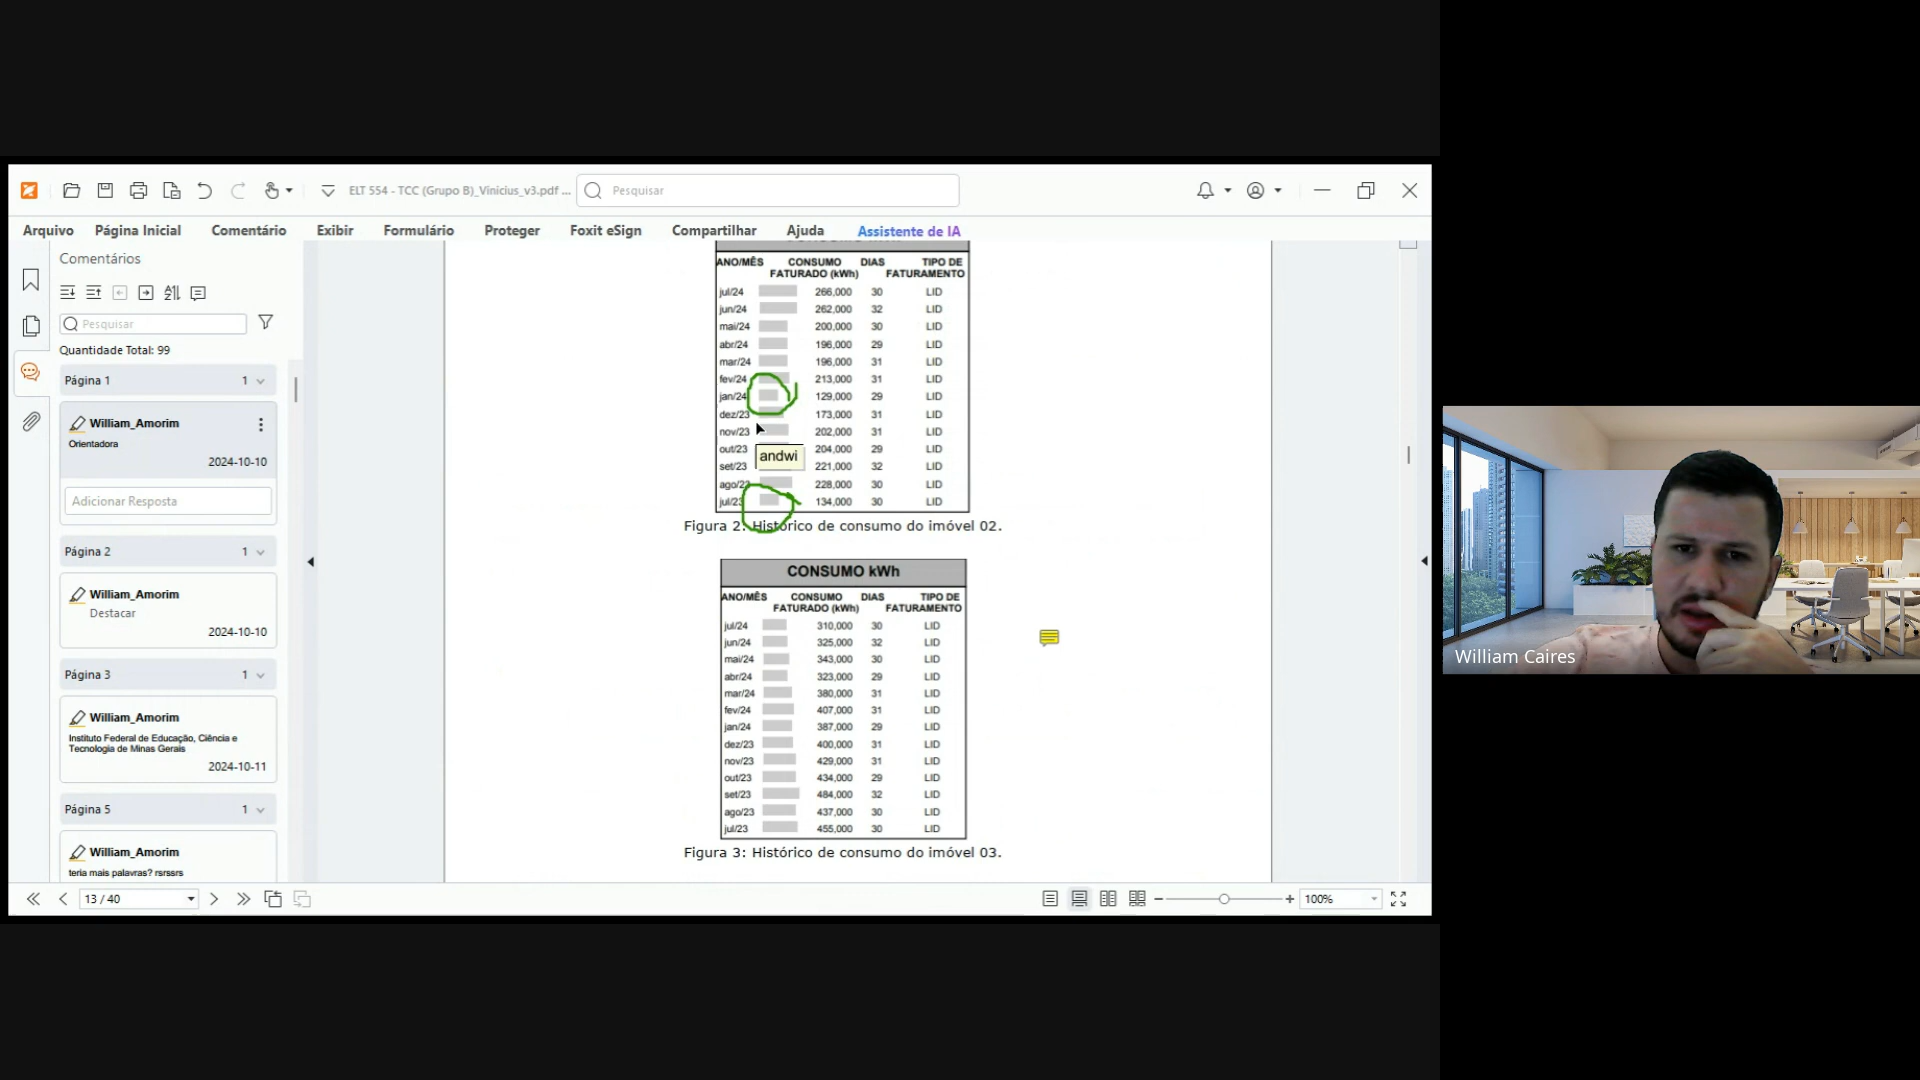 ELT 554 - TCC (Grupo B)_Vinicius_v3.pdf ...
Pesquisar
Arquivo Página Inicial Comentário Exibir Formulário Proteger Foxit eSign Compartilhar Ajuda Assistente de IA
Comentários
Pesquisar
Quantidade Total: 99
Página 1 1
William_Amorim
Orientadora
2024-10-10
Adicionar Resposta
Página 2 1
William_Amorim
Destacar
2024-10-10
Página 3 1
William_Amorim
Instituto Federal de Educação, Ciência e
Tecnologia de Minas Gerais
2024-10-11
Página 5 1
William_Amorim
teria mais palavras? rsrssrs
ANO/MÊS CONSUMO DIAS TIPO DE
FATURADO (kWh) FATURAMENTO
jul/24 266,000 30 LID
jun/24 262,000 32 LID
mai/24 200,000 30 LID
abr/24 196,000 29 LID
mar/24 196,000 31 LID
fev/24 213,000 31 LID
jan/24 129,000 29 LID
dez/23 173,000 31 LID
nov/23 202,000 31 LID
out/23 204,000 29 LID
andwi
set/23 221,000 32 LID
ago/23 228,000 30 LID
jul/23 134,000 30 LID
Figura 2: Histórico de consumo do imóvel 02.
CONSUMO kWh
ANO/MÊS CONSUMO DIAS TIPO DE
FATURADO (kWh) FATURAMENTO
jul/24 310,000 30 LID
jun/24 325,000 32 LID
mai/24 343,000 30 LID
abr/24 323,000 29 LID
mar/24 380,000 31 LID
fev/24 407,000 31 LID
jan/24 387,000 29 LID
dez/23 400,000 31 LID
nov/23 429,000 31 LID
out/23 434,000 29 LID
set/23 484,000 32 LID
ago/23 437,000 30 LID
jul/23 455,000 30 LID
Figura 3: Histórico de consumo do imóvel 03.
13 / 40
100%
William Caires